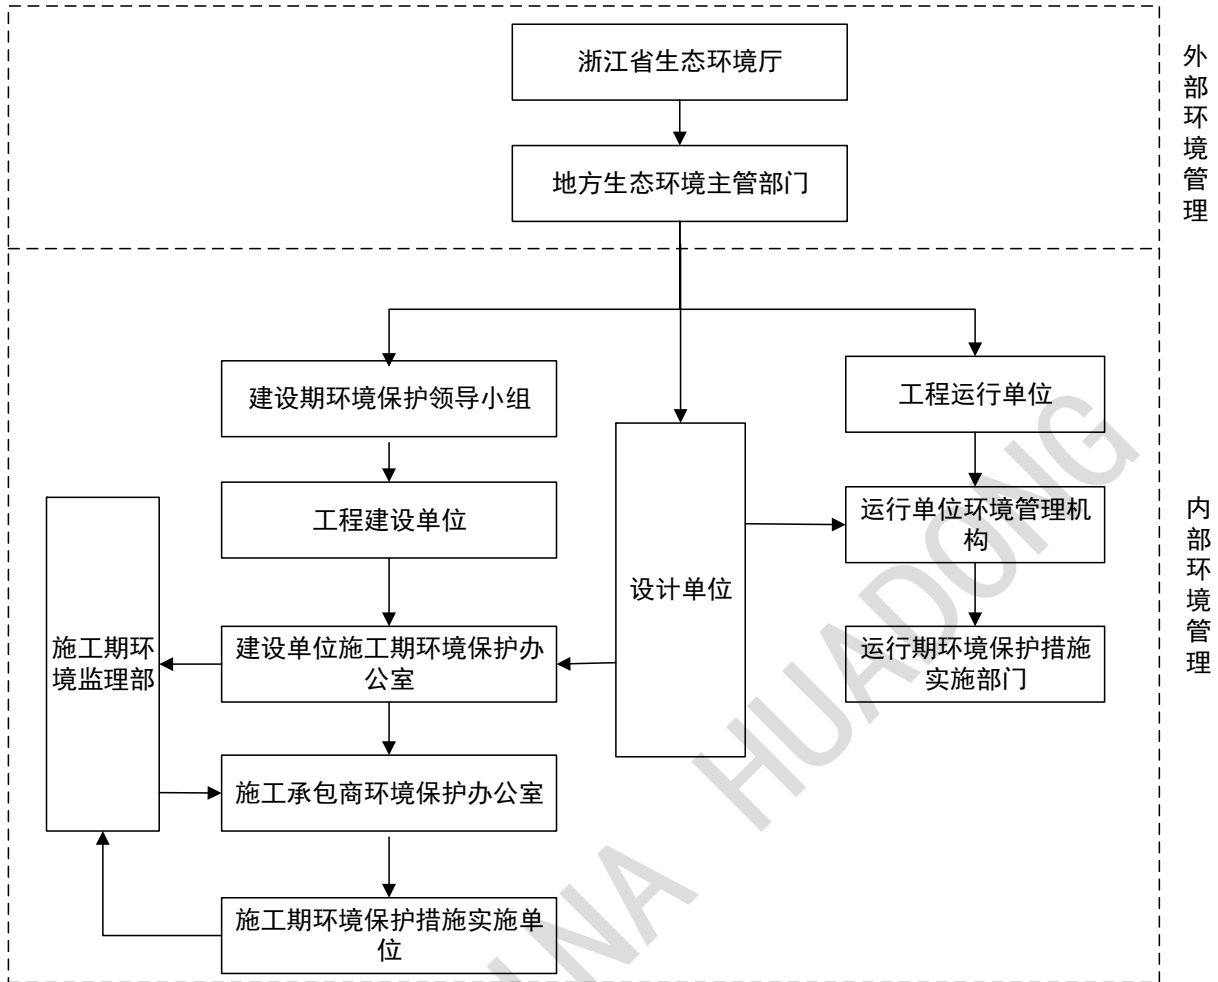 浙江省生态环境厅
地方生态环境主管部门
外部环境管理
建设期环境保护领导小组
工程运行单位
工程建设单位
运行单位环境管理机
构
设计单位
施工期环
境监理部
建设单位施工期环境保护办
公室
运行期环境保护措施
实施部门
施工承包商环境保护办公室
施工期环境保护措施实施单
位
内部环境管理
NA HUADONG